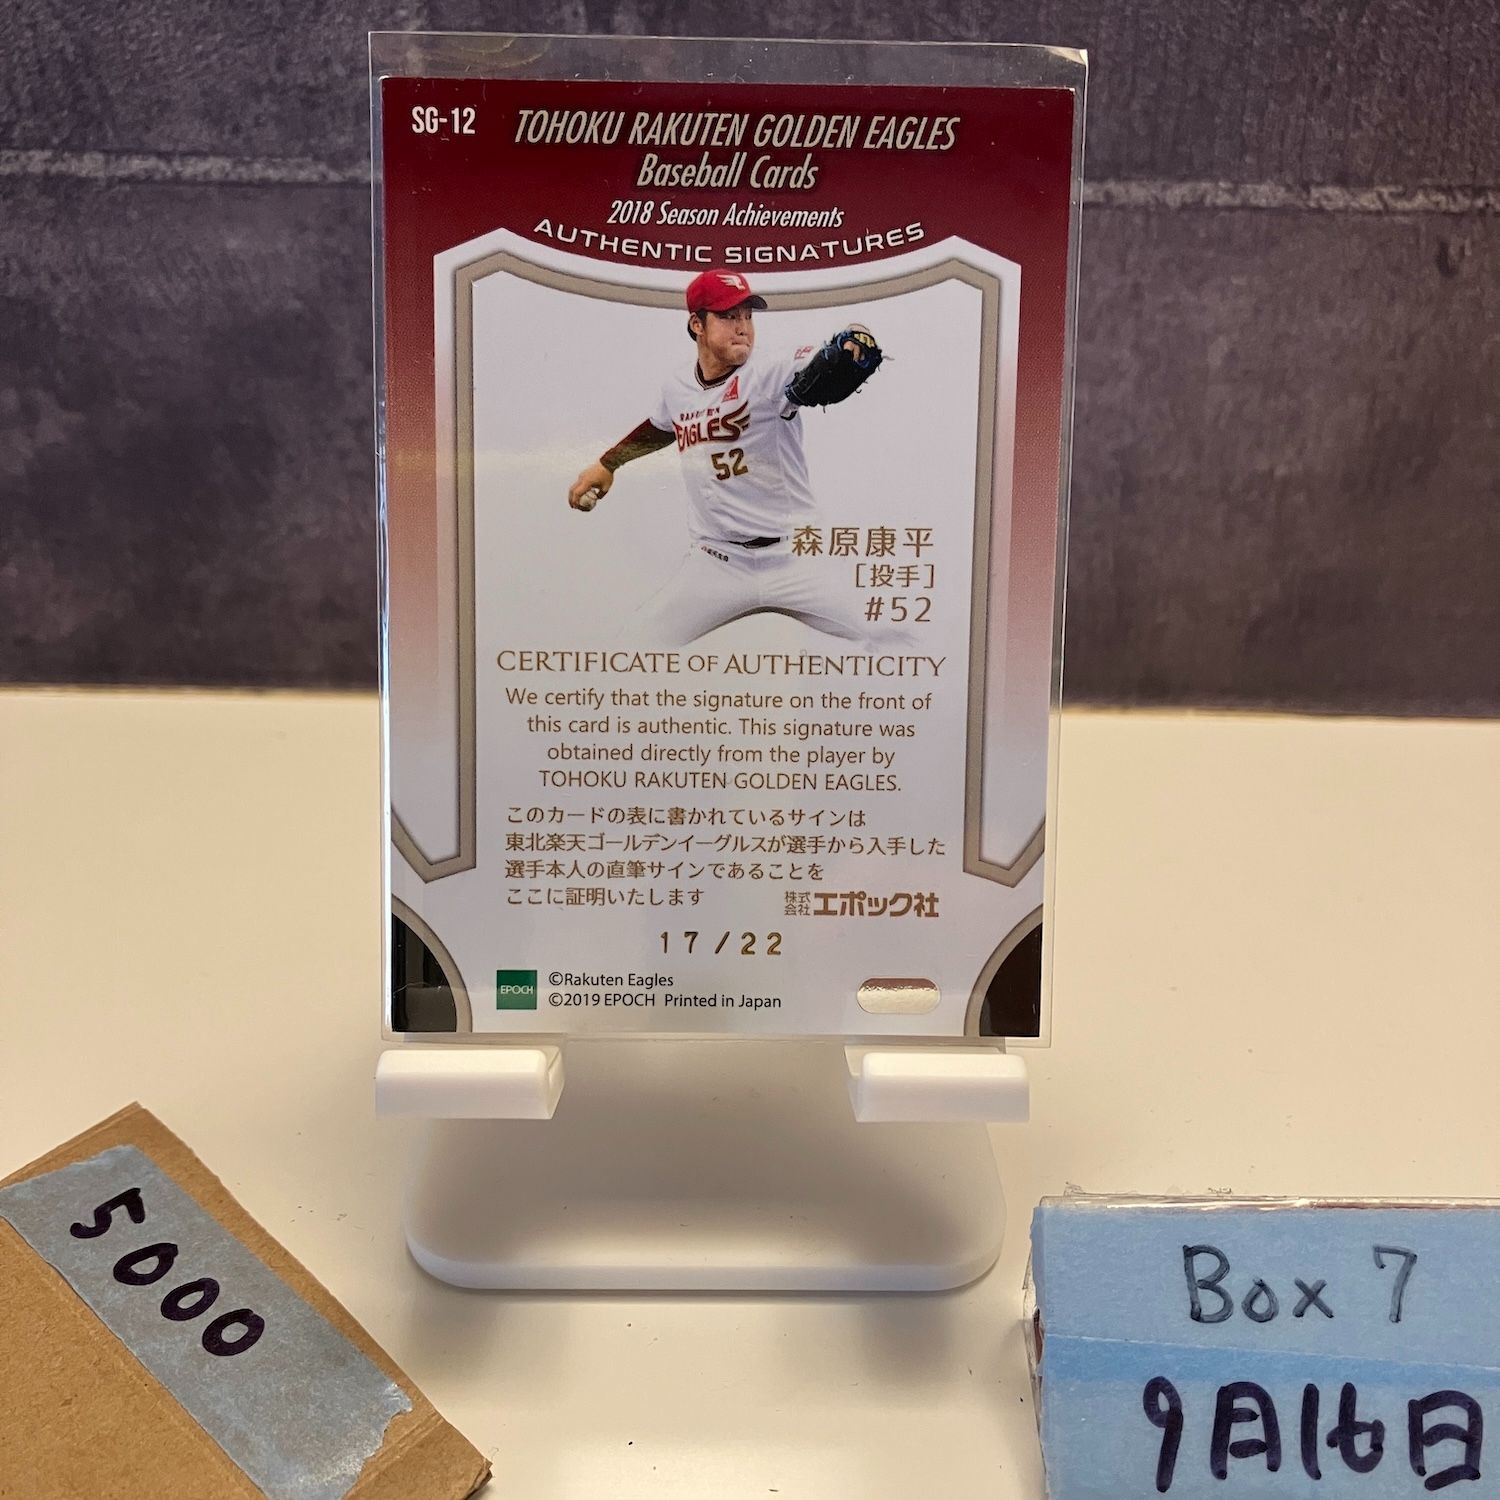 SG-12
TOHOKU RAKUTEN GOLDEN EAGLES
Baseball Cards
2018 Season Achievements
AUTHENTIC SIGNATURES
EAGLES
52
森原康平
[投手]
#52
CERTIFICATE OF AUTHENTICITY
We certify that the signature on the front of
this card is authentic. This signature was
obtained directly from the player by
TOHOKU RAKUTEN GOLDEN EAGLES.
このカードの表に書かれているサインは
東北楽天ゴールデンイーグルスが選手から入手した
選手本人の直筆サインであることを
ここに証明いたします
株式会社エポック社
17/22
EPOCH
©Rakuten Eagles
©2019 EPOCH Printed in Japan
5000
Box 7
9月16日